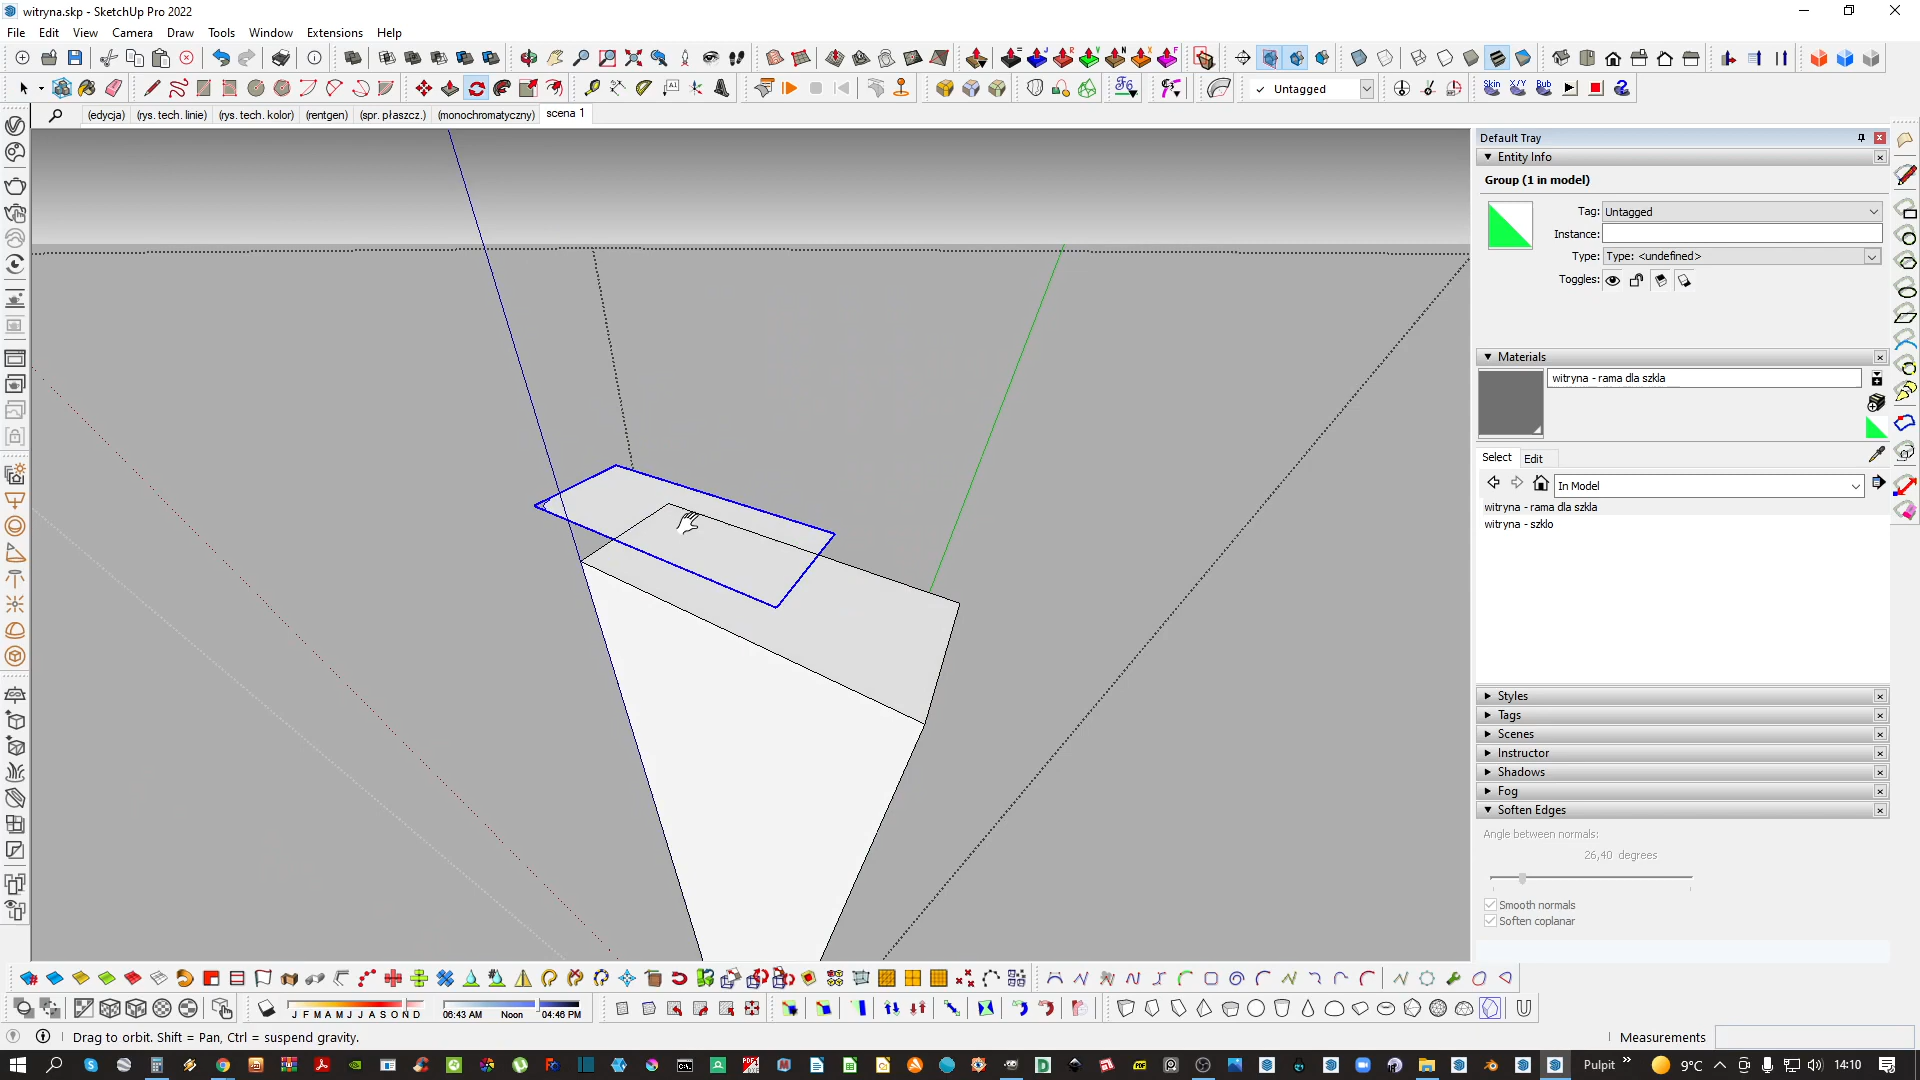 witryna.skp - SketchUp Pro 2022
File Edit View Camera Draw Tools Window Extensions Help
Untagged
Skin X/Y Bub
(edycja) (rys. tech. linie) (rys. tech. kolor) (rentgen) (spr. płaszcz.) (monochromatyczny) scena 1
Default Tray
Entity Info
Group (1 in model)
Tag: Untagged
Instance:
Type: Type: <undefined>
Toggles:
Materials
witryna - rama dla szkla
Select Edit
In Model
witryna - rama dla szkla
witryna - szklo
Styles
Tags
Scenes
Instructor
Shadows
Fog
Soften Edges
Angle between normals:
26,40 degrees
Smooth normals
Soften coplanar
J F M A M J J A S O N D
06:43 AM Noon 04:46 PM
Drag to orbit. Shift = Pan, Ctrl = suspend gravity.
Measurements
Pulpit
9°C
14:10